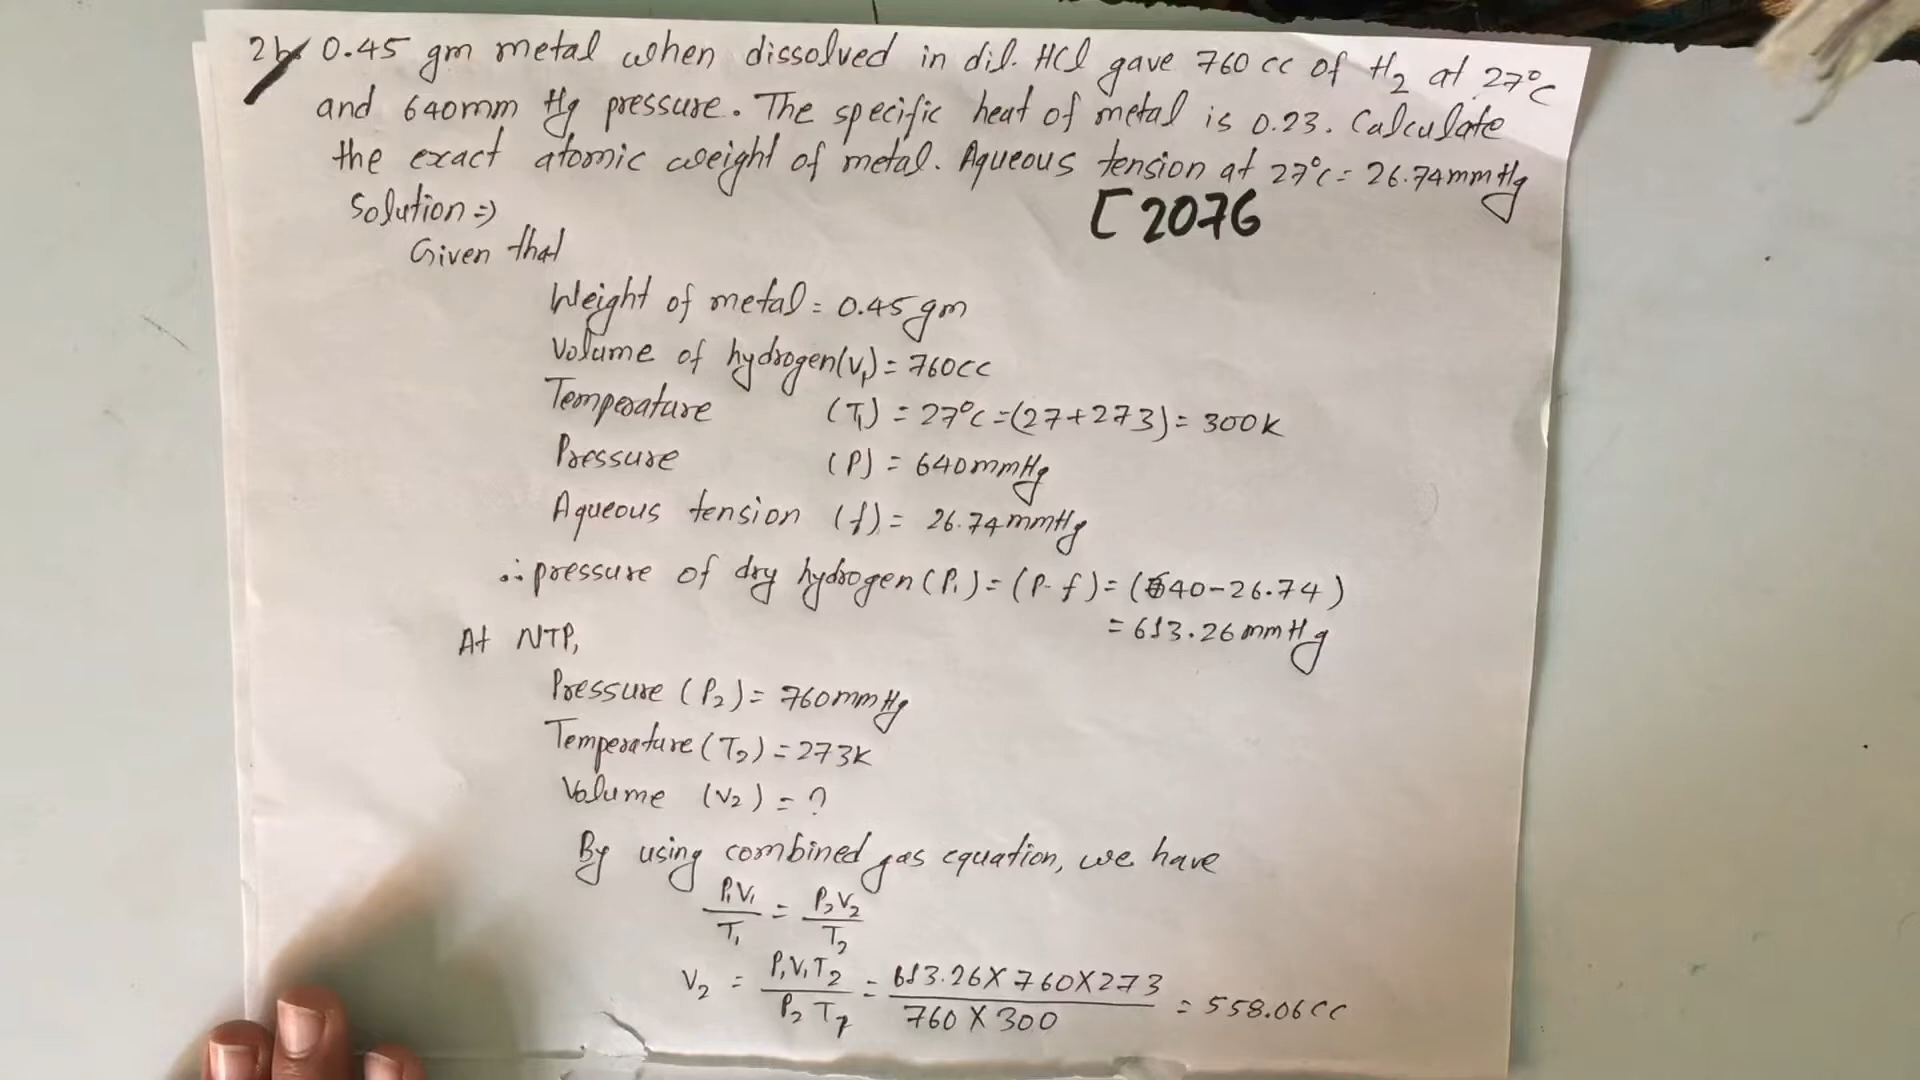 2b 0.45 gm metal when dissolved in dil. HCl gave 760 cc of H₂ at 27°C
and 640mm Hg pressure. The specific heat of metal is 0.23. Calculate
the exact atomic weight of metal. Aqueous tension at 27°C = 26.74mmHg
[2076
Solution =>
Given that
Weight of metal = 0.45 gm
Volume of hydrogen (V₁) = 760cc
Temperature (T₁) = 27°C = (27+273) = 300K
Pressure (P) = 640mmHg
Aqueous tension (f) = 26.74mmHg
∴ pressure of dry hydrogen (P₁) = (P-f) = (640-26.74)
= 613.26 mmHg
At NTP,
Pressure (P₂) = 760mmHg
Temperature (T₂) = 273K
Volume (V₂) = ?
By using combined gas equation, we have
P₁V₁/T₁ = P₂V₂/T₂
V₂ = P₁V₁T₂/P₂T₁ = 613.26X760X273/760X300 = 558.06cc